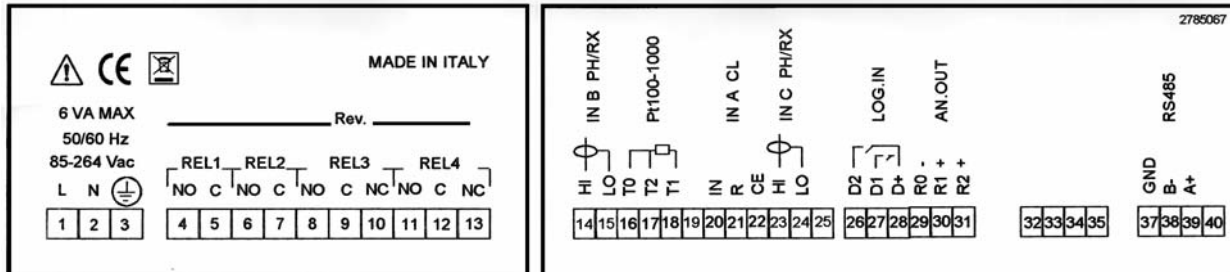 CE
MADE IN ITALY
6 VA MAX
Rev.
50/60 Hz
85-264 Vac
REL1 REL2 REL3 REL4
L N NO C NO C NO C NC NO C NC
1 2 3 4 5 6 7 8 9 10 11 12 13
2785067
IN B PH/RX
Pt100-1000
IN A CL
IN C PH/RX
LOG.IN
AN.OUT
RS485
HI LO T0 T2 T1 IN R CE HI LO D2 D1 D+ R0 - R1 + R2 + GND B- A+
14 15 16 17 18 19 20 21 22 23 24 25 26 27 28 29 30 31 32 33 34 35 37 38 39 40